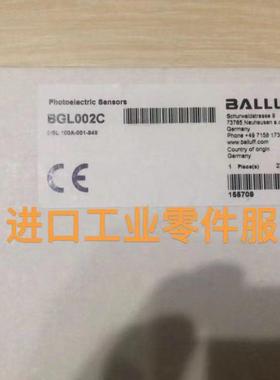 Photoelectric Sensors
BALLU
BGL002C
BGL 100A-001-S49
Schurwaldstrasse 9
73765 Neuhausen a.d.
Germany
Phone +49 7158 173
www.balluff.com
Country of origin
Germany
1 Piece(s)
CE
155709
进口工业零件服